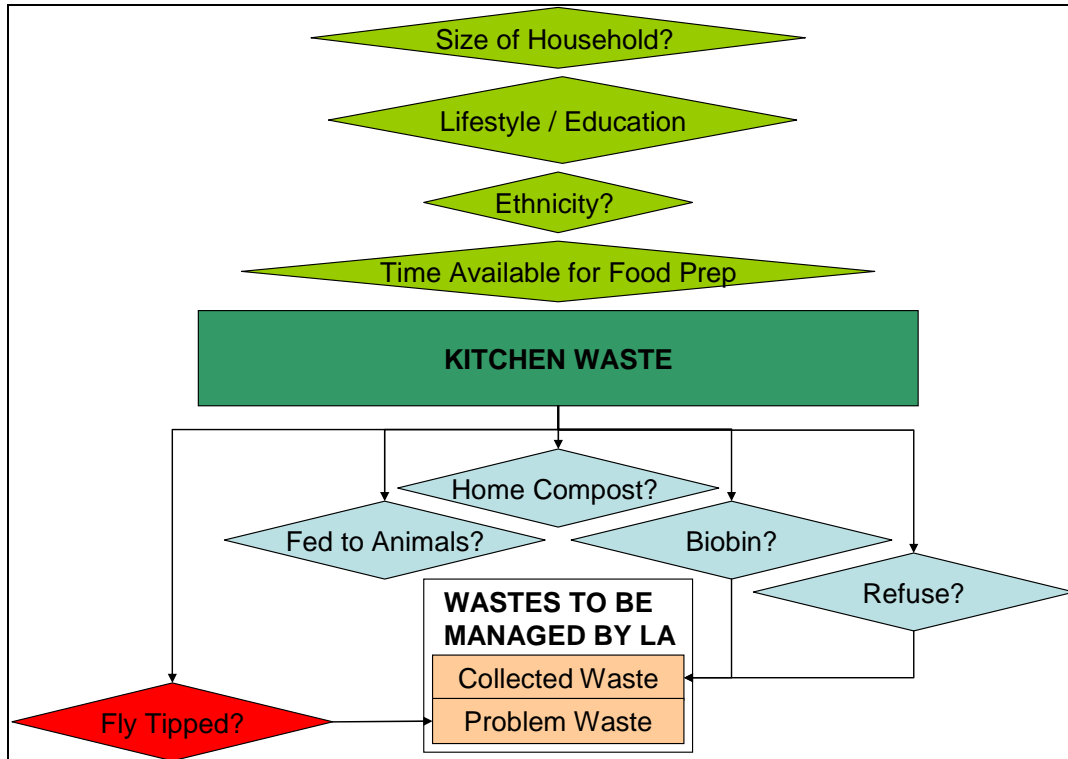 Size of Household?
Lifestyle / Education
Ethnicity?
Time Available for Food Prep
KITCHEN WASTE
Home Compost?
Fed to Animals?
Biobin?
Refuse?
WASTES TO BE
MANAGED BY LA
Collected Waste
Fly Tipped?
Problem Waste